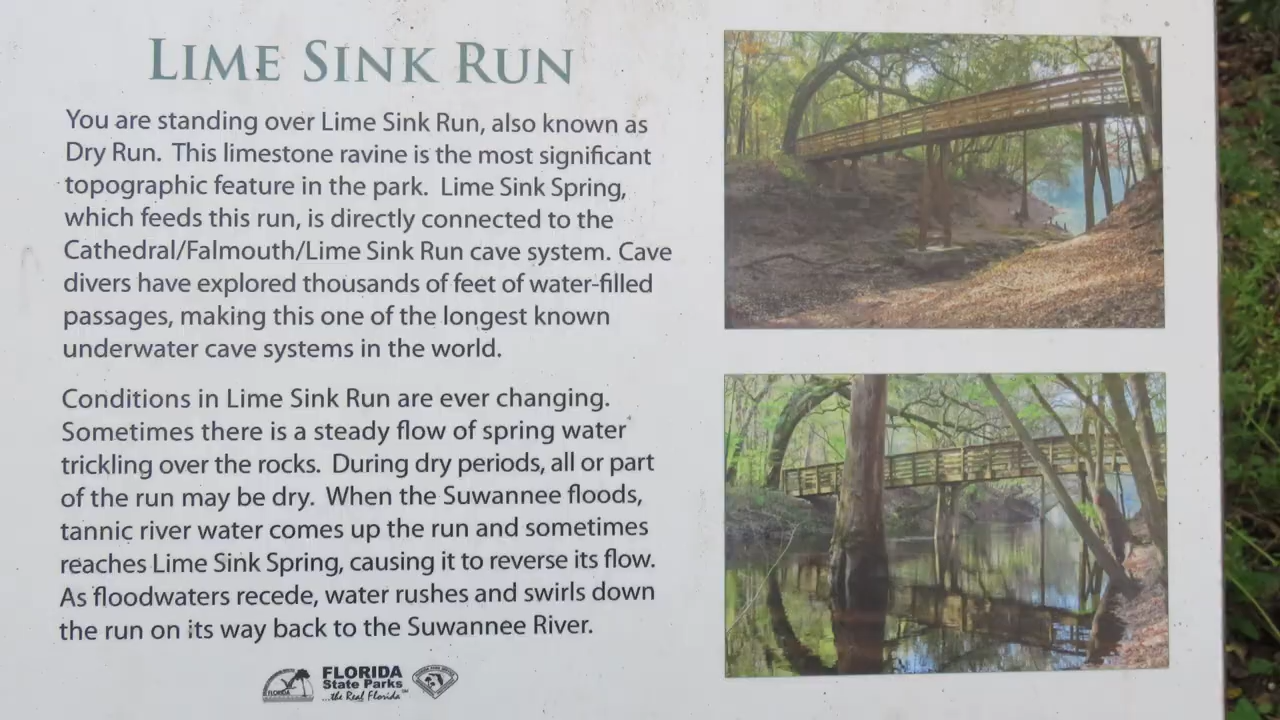 LIME SINK RUN
You are standing over Lime Sink Run, also known as
Dry Run. This limestone ravine is the most significant
topographic feature in the park. Lime Sink Spring,
which feeds this run, is directly connected to the
Cathedral/Falmouth/Lime Sink Run cave system. Cave
divers have explored thousands of feet of water-filled
passages, making this one of the longest known
underwater cave systems in the world.
Conditions in Lime Sink Run are ever changing.
Sometimes there is a steady flow of spring water
trickling over the rocks. During dry periods, all or part
of the run may be dry. When the Suwannee floods,
tannic river water comes up the run and sometimes
reaches Lime Sink Spring, causing it to reverse its flow.
As floodwaters recede, water rushes and swirls down
the run on its way back to the Suwannee River.
FLORIDA
FLORIDA
State Parks
...the Real Florida